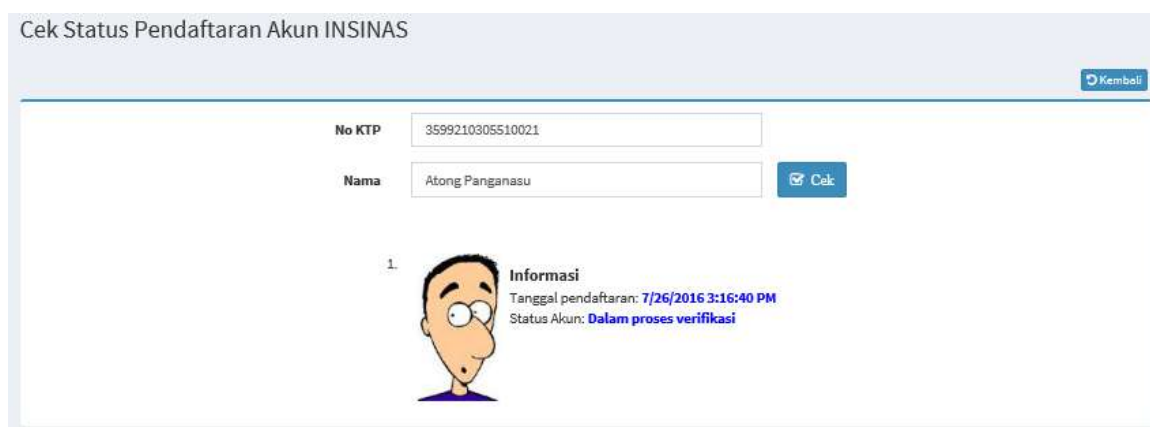 Cek Status Pendaftaran Akun INSINAS
Kembali
No KTP 3599210305510021
Nama Atong Panganasu Cek
1. Informasi
Tanggal pendaftaran: 7/26/2016 3:16:40 PM
Status Akun: Dalam proses verifikasi